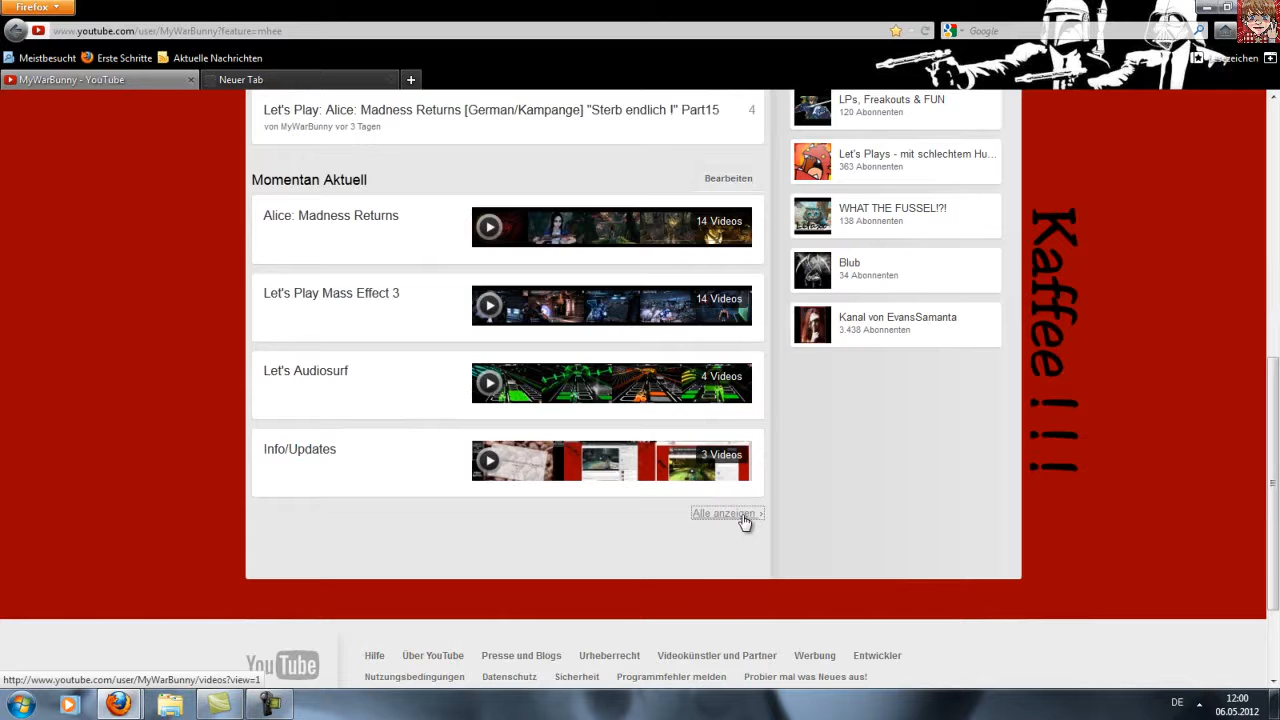 Firefox
www.youtube.com/user/MyWarBunny?feature=mhee
Google
Meistbesucht
Erste Schritte
Aktuelle Nachrichten
Lesezeichen
MyWarBunny - YouTube
Neuer Tab
Let's Play: Alice: Madness Returns [German/Kampange] "Sterb endlich !" Part15
4
von MyWarBunny vor 3 Tagen
Momentan Aktuell
Bearbeiten
Alice: Madness Returns
14 Videos
Let's Play Mass Effect 3
14 Videos
Let's Audiosurf
4 Videos
Info/Updates
3 Videos
Alle anzeigen ›
LPs, Freakouts & FUN
120 Abonnenten
Let's Plays - mit schlechtem Hu...
363 Abonnenten
WHAT THE FUSSEL!?!
138 Abonnenten
Blub
34 Abonnenten
Kanal von EvansSamanta
3.438 Abonnenten
Kaffee ! ! !
YouTube
Hilfe
Über YouTube
Presse und Blogs
Urheberrecht
Videokünstler und Partner
Werbung
Entwickler
Nutzungsbedingungen
Datenschutz
Sicherheit
Programmfehler melden
Probier mal was Neues aus!
http://www.youtube.com/user/MyWarBunny/videos?view=1
DE
12:00
06.05.2012